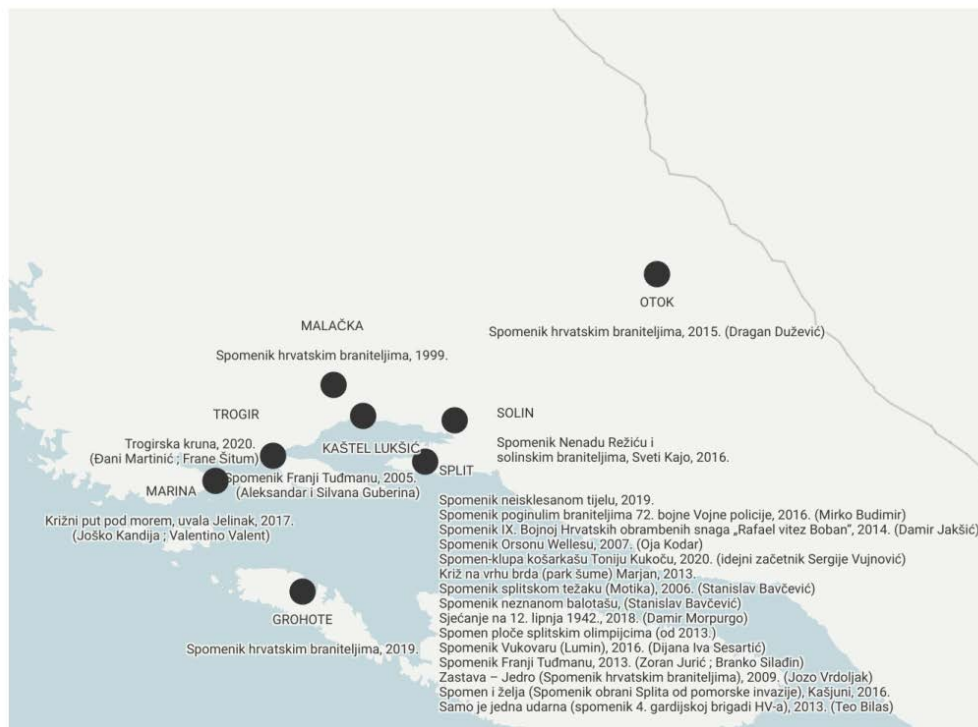 OTOK
Spomenik hrvatskim braniteljima, 2015. (Dragan Dužević)
MALAČKA
Spomenik hrvatskim braniteljima, 1999.
TROGIR
Trogirska kruna, 2020.
(Đani Martinić ; Frane Šitum)
KAŠTEL LUKŠIĆ
Spomenik Franji Tuđmanu, 2005.
(Aleksandar i Silvana Guberina)
SOLIN
Spomenik Nenadu Režiću i
solinskim braniteljima, Sveti Kajo, 2016.
MARINA
Križni put pod morem, uvala Jelinak, 2017.
(Joško Kandija ; Valentino Valent)
GROHOTE
Spomenik hrvatskim braniteljima, 2019.
SPLIT
Spomenik neisklesanom tijelu, 2019.
Spomenik poginulim braniteljima 72. bojne Vojne policije, 2016. (Mirko Budimir)
Spomenik IX. Bojnoj Hrvatskih obrambenih snaga „Rafael vitez Boban", 2014. (Damir Jakšić)
Spomenik Orsonu Wellesu, 2007. (Oja Kodar)
Spomen-klupa košarkašu Toniju Kukoču, 2020. (idejni začetnik Sergije Vujnović)
Križ na vrhu brda (park šume) Marjan, 2013.
Spomenik splitskom težaku (Motika), 2006. (Stanislav Bavčević)
Spomenik neznanom balotašu, (Stanislav Bavčević)
Sjećanje na 12. lipnja 1942., 2018. (Damir Morpurgo)
Spomen ploče splitskim olimpijcima (od 2013.)
Spomenik Vukovaru (Lumin), 2016. (Dijana Iva Sesartić)
Spomenik Franji Tuđmanu, 2013. (Zoran Jurić ; Branko Silađin)
Zastava – Jedro (Spomenik hrvatskim braniteljima), 2009. (Jozo Vrdoljak)
Spomen i želja (Spomenik obrani Splita od pomorske invazije), Kašjuni, 2016.
Samo je jedna udarna (spomenik 4. gardijskoj brigadi HV-a), 2013. (Teo Bilas)